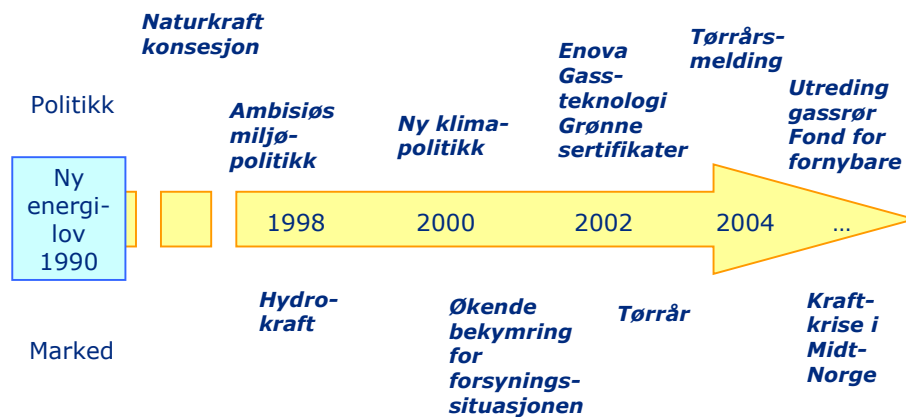 Naturkraft
konsesjon
Politikk
Ambisiøs
miljø-
politikk
Ny klima-
politikk
Enova
Gass-
teknologi
Grønne
sertifikater
Tørrårs-
melding
Utreding
gassrør
Fond for
fornybare
Ny
energi-
lov
1990
1998
2000
2002
2004
...
Marked
Hydro-
kraft
Økende
bekymring
for
forsynings-
situasjonen
Tørrår
Kraft-
krise i
Midt-
Norge